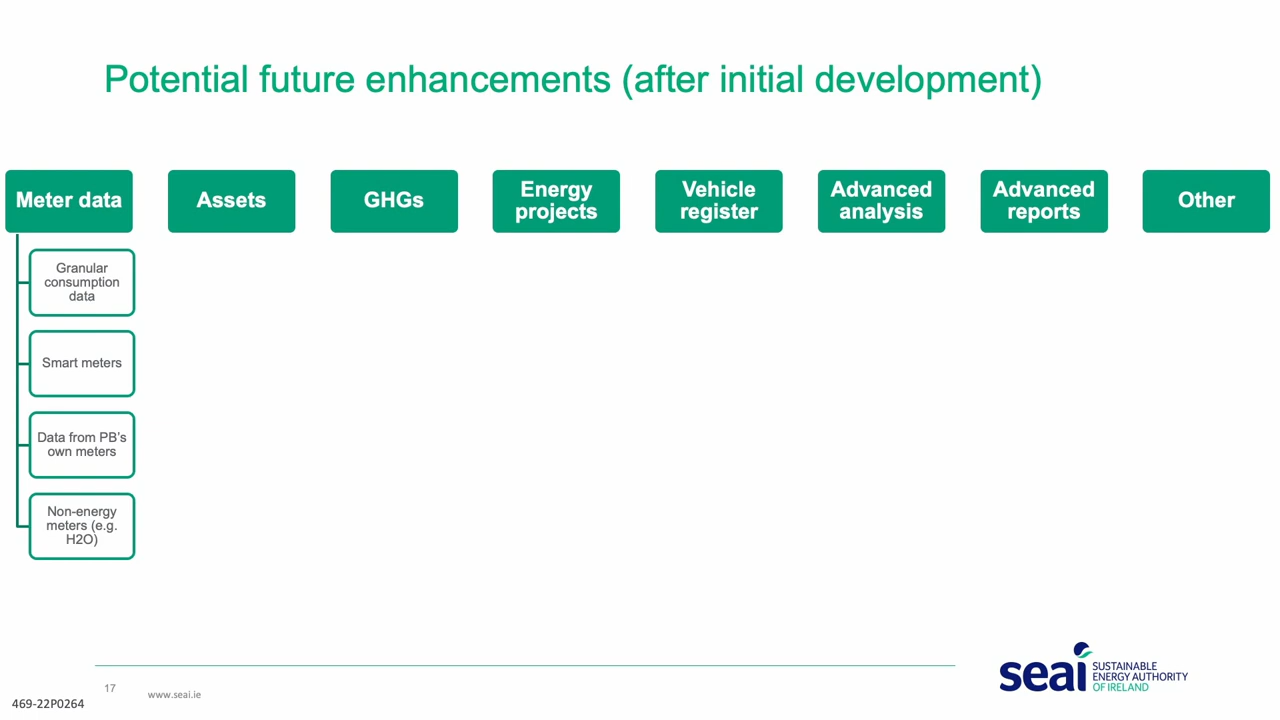 Potential future enhancements (after initial development)
Meter data
Assets
GHGs
Energy
projects
Vehicle
register
Advanced
analysis
Advanced
reports
Other
Granular
consumption
data
Smart meters
Data from PB's
own meters
Non-energy
meters (e.g.
H2O)
17
www.seai.ie
469-22P0264
seai
SUSTAINABLE
ENERGY AUTHORITY
OF IRELAND